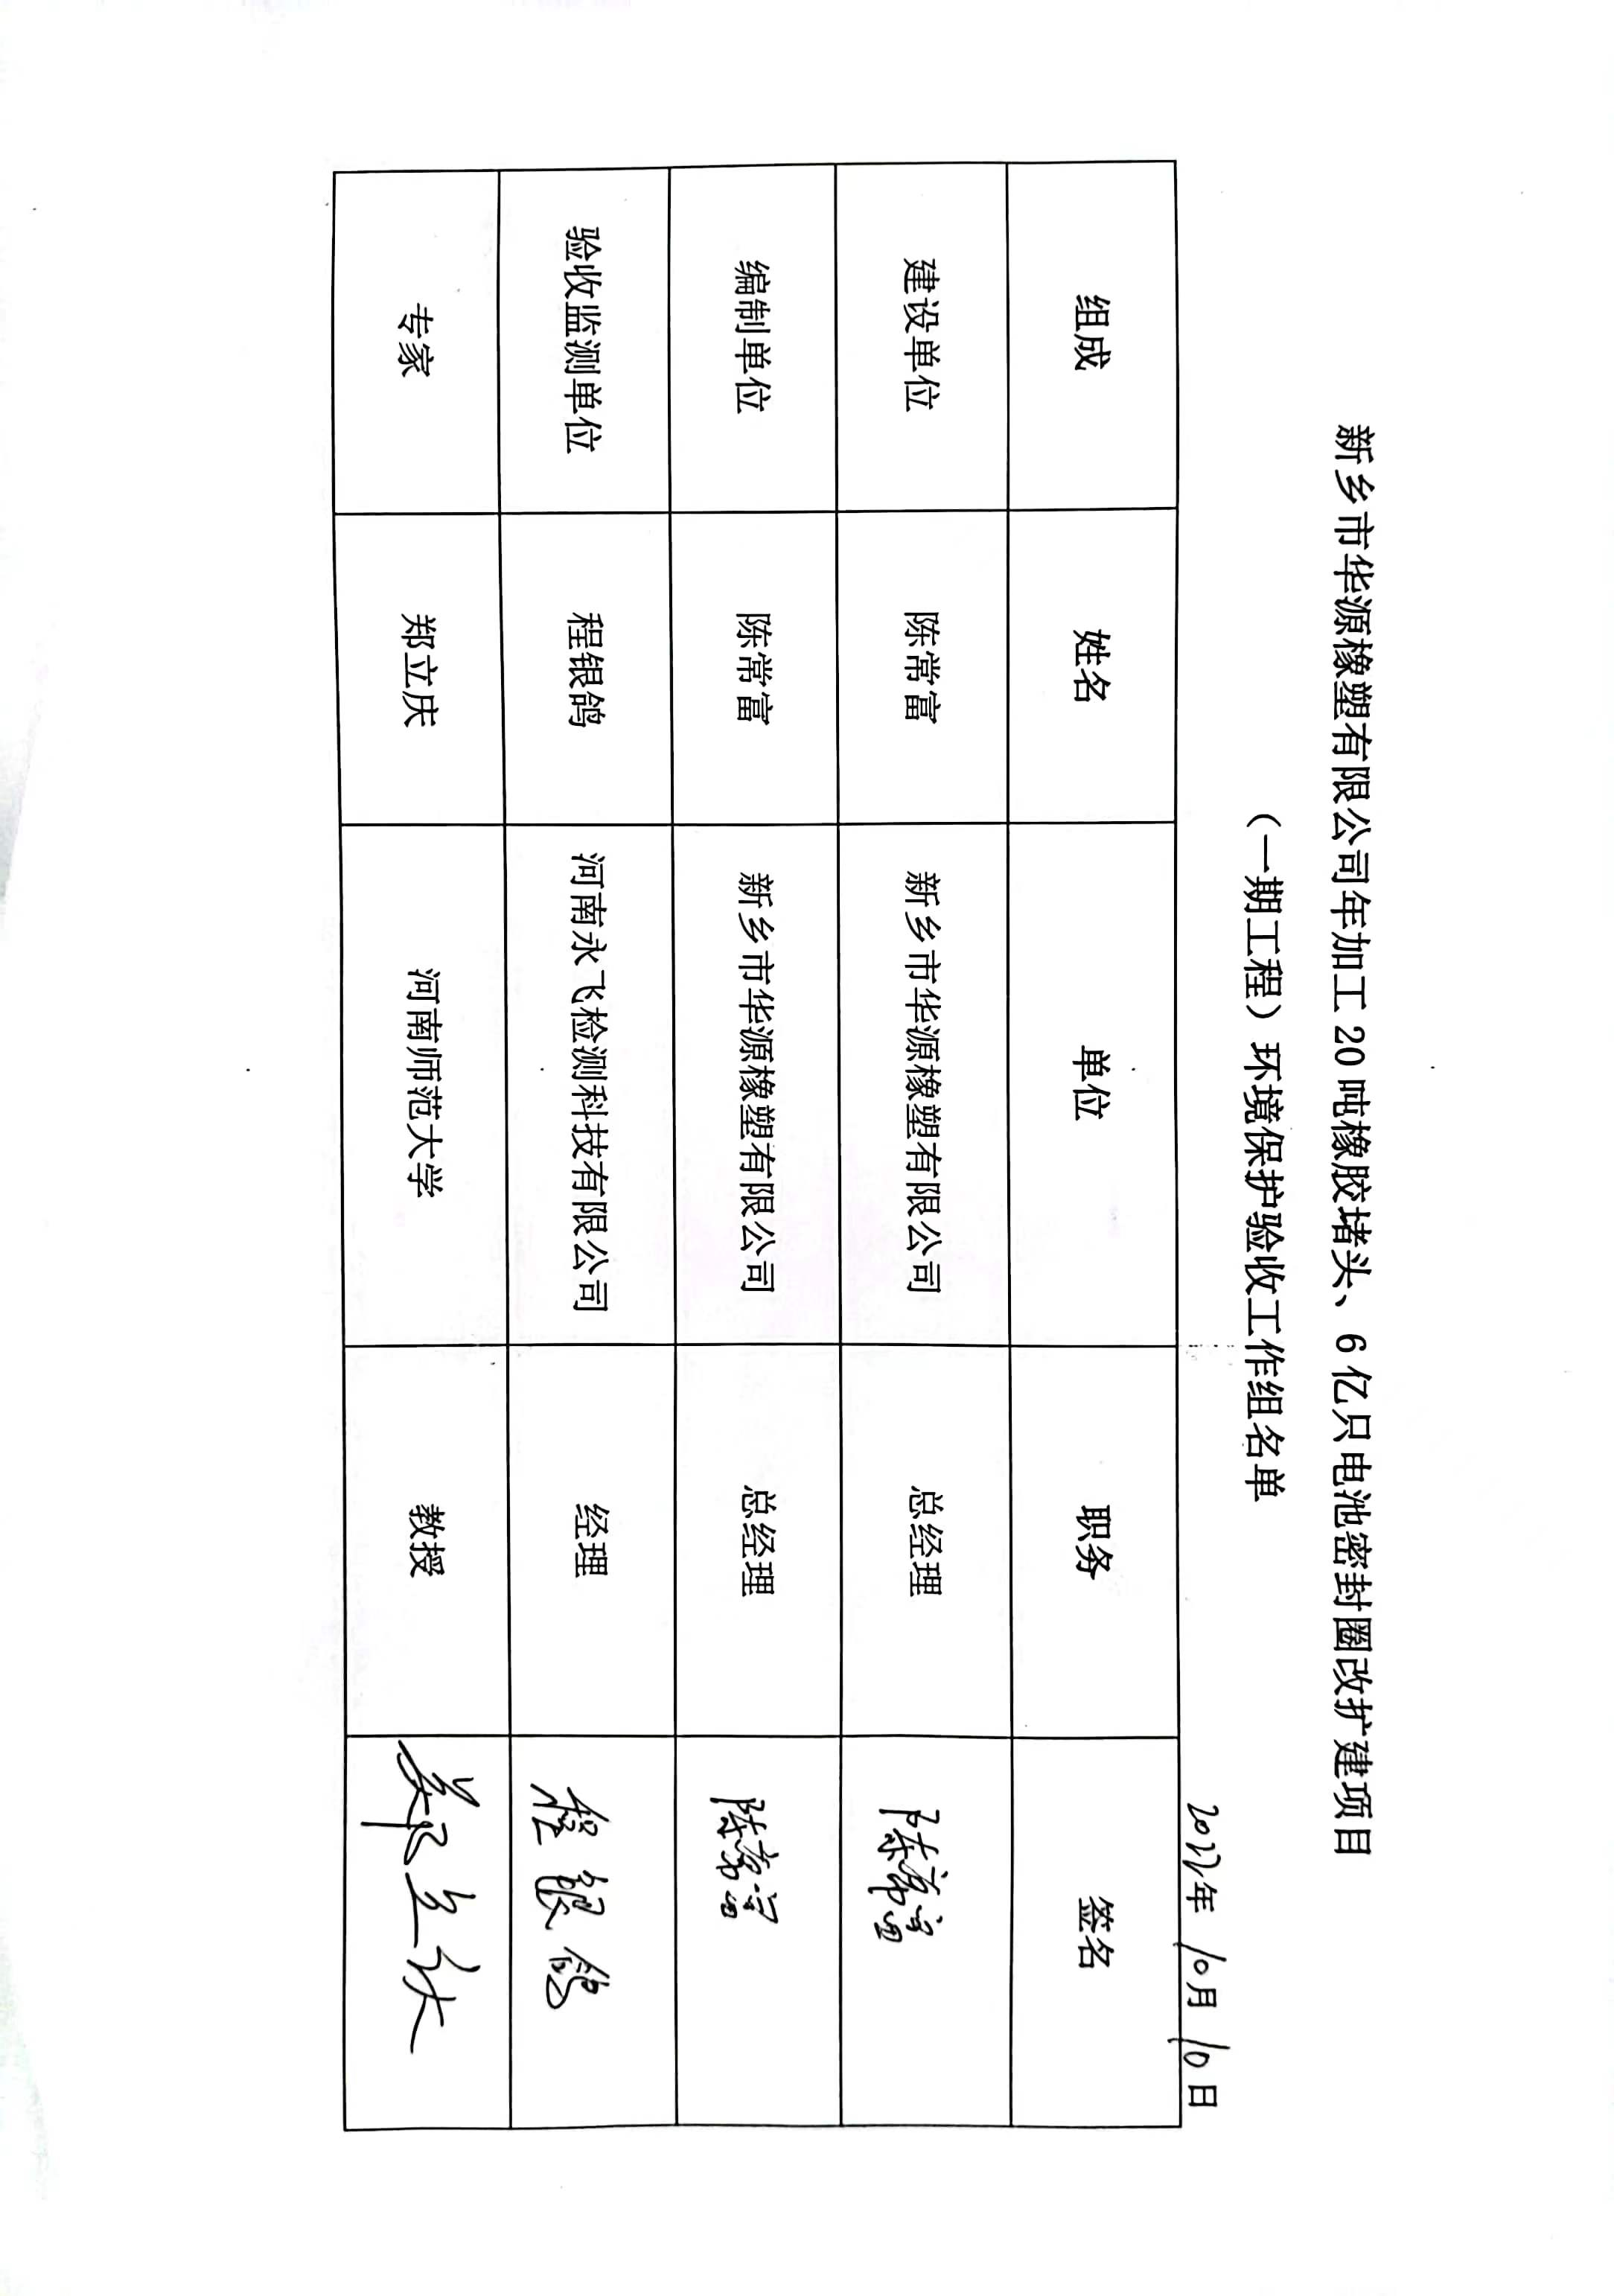 新乡市华源橡塑有限公司年加工 20 吨橡胶堵头、6 亿只电池密封圈改扩建项目
（一期工程）环境保护验收工作组名单
2022年 10月 10日
组成 姓名 单位 职务 签名
建设单位 陈常富 新乡市华源橡塑有限公司 总经理 陈常富
编制单位 陈常富 新乡市华源橡塑有限公司 总经理 陈常富
验收监测单位 程银鸽 河南永飞检测科技有限公司 经理 程银鸽
专家 郑立庆 河南师范大学 教授 郑立庆